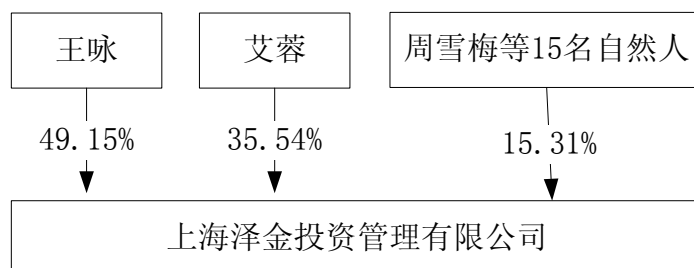 王咏
艾蓉
周雪梅等15名自然人
49.15%
35.54%
15.31%
上海泽金投资管理有限公司